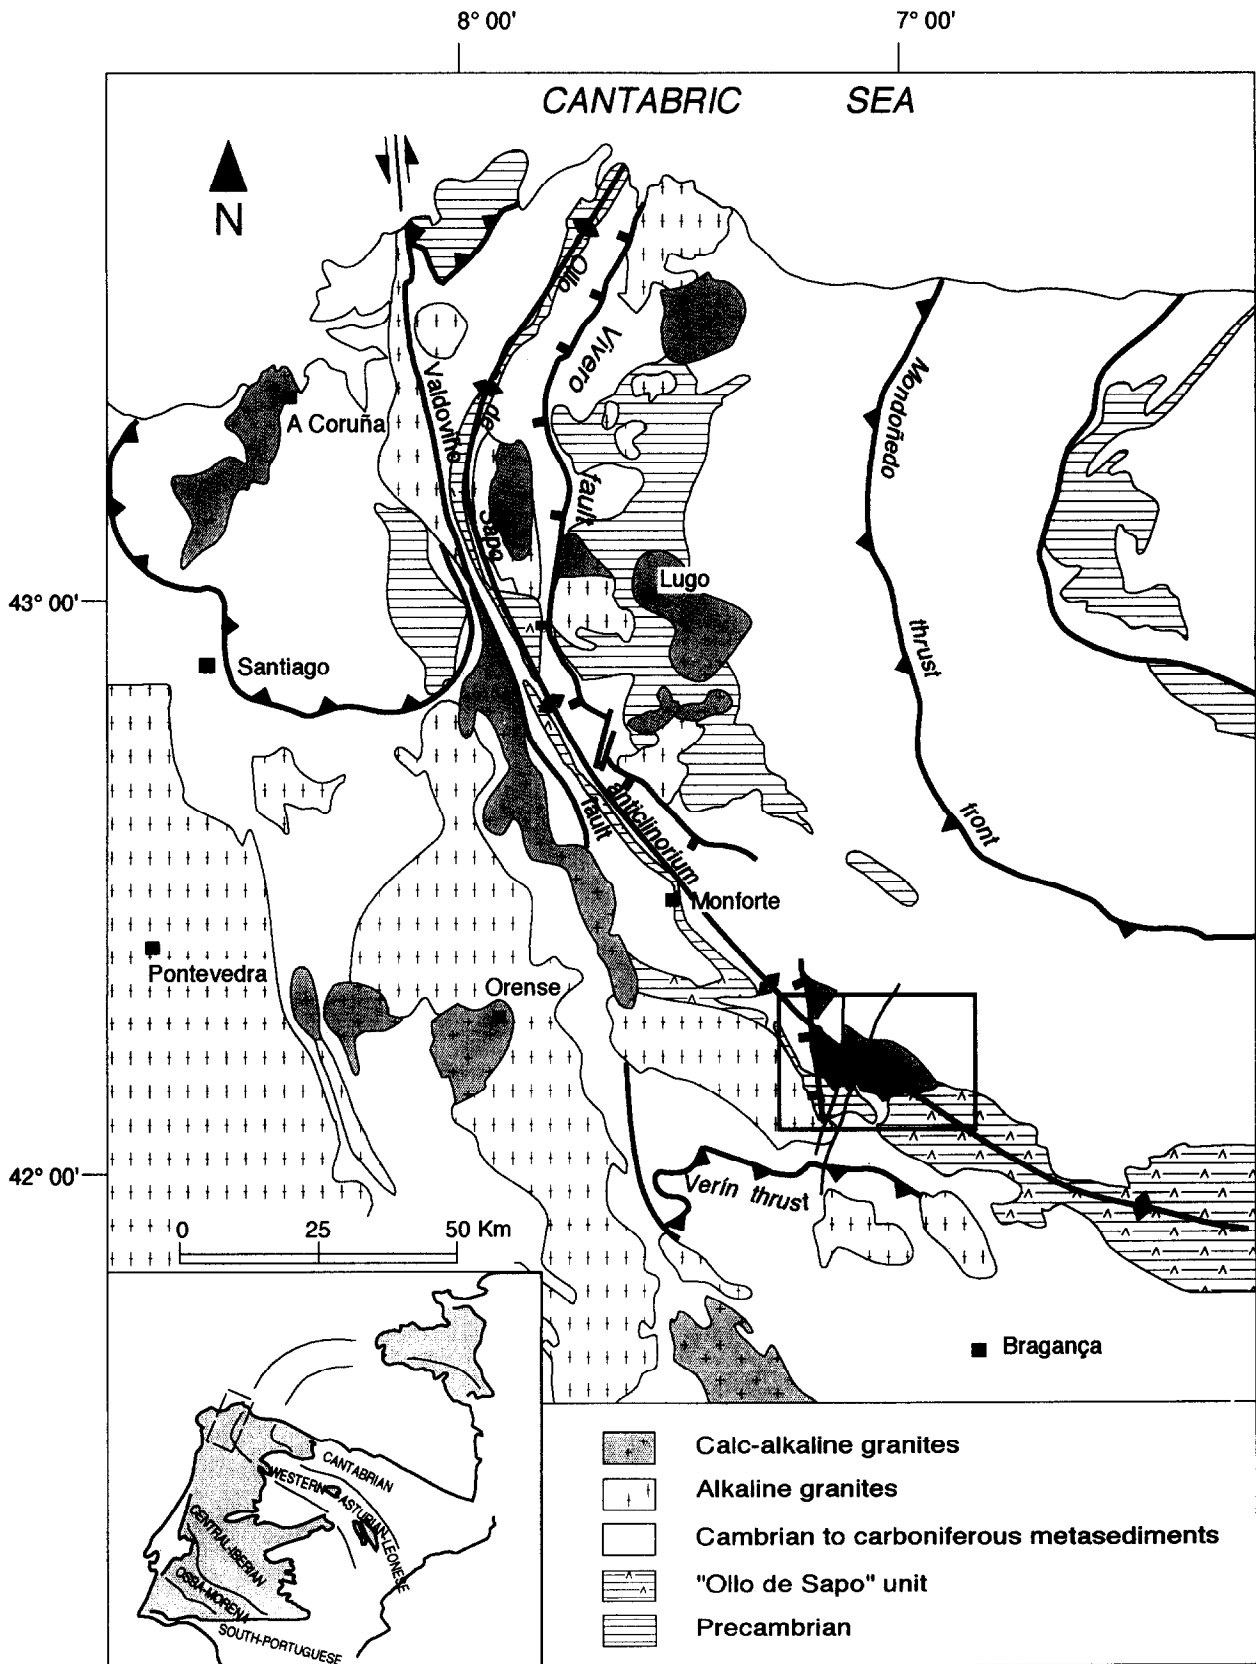 8° 00'
7° 00'
CANTABRIC SEA
N
Ollo
de
Sapo
anticlinorium
Vivero
fault
Valdoviño
fault
Mondoñedo
thrust
front
A Coruña
Lugo
43° 00'
Santiago
Monforte
Pontevedra
Orense
42° 00'
Verín thrust
0 25 50 Km
Bragança
CANTABRIAN
WESTERN ASTURIAN-LEONESE
CENTRAL-IBERIAN
OSSA-MORENA
SOUTH-PORTUGUESE
Calc-alkaline granites
Alkaline granites
Cambrian to carboniferous metasediments
"Ollo de Sapo" unit
Precambrian